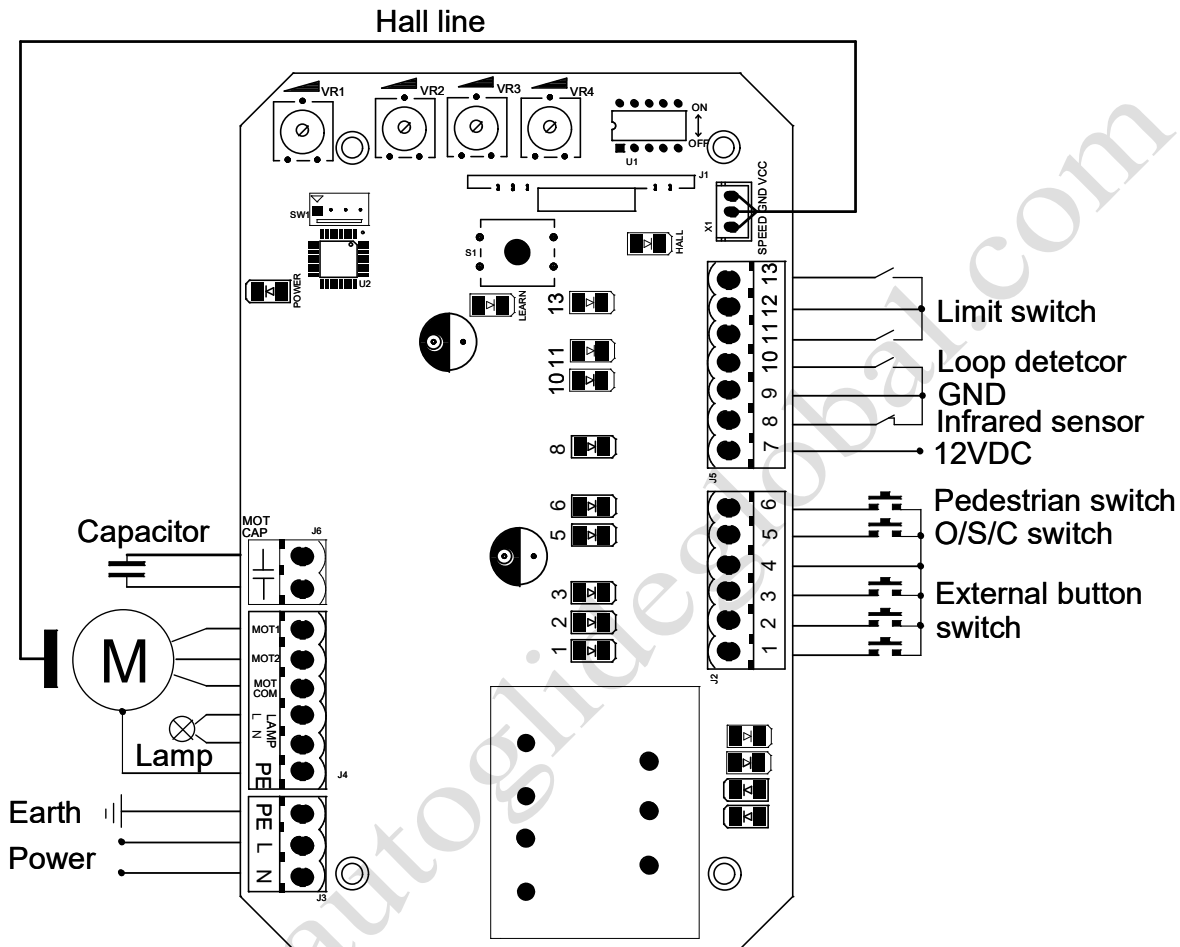 Hall line
VR1
VR2
VR3
VR4
ON
OFF
U1
J1
SW1
U2
S1
HALL
X1
SPEED GND VCC
POWER
LEARN
13
11
10
8
6
5
3
2
1
13
12
11
10
9
8
7
J5
6
5
4
3
2
1
J2
Limit switch
Loop detetcor
GND
Infrared sensor
12VDC
Pedestrian switch
O/S/C switch
External button
switch
Capacitor
MOT
CAP
J6
M
MOT1
MOT2
MOT
COM
LAMP
L N
PE
J4
Lamp
Earth
Power
PE
L
N
J3
autoglideglobal.com